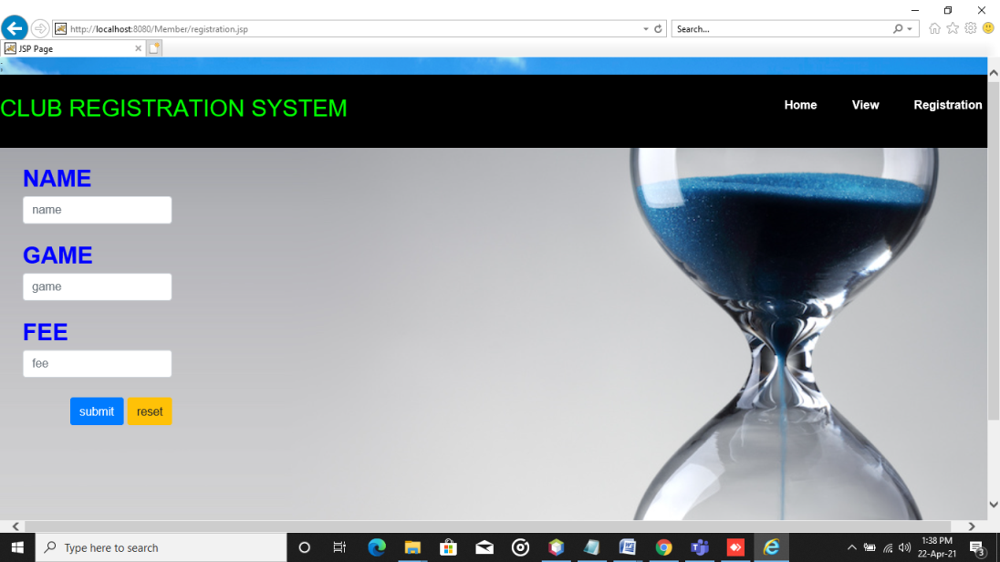 http://localhost:8080/Member/registration.jsp
Search...
JSP Page
;
CLUB REGISTRATION SYSTEM
Home View Registration
NAME
name
GAME
game
FEE
fee
submit reset
Type here to search
1:38 PM
22-Apr-21
3